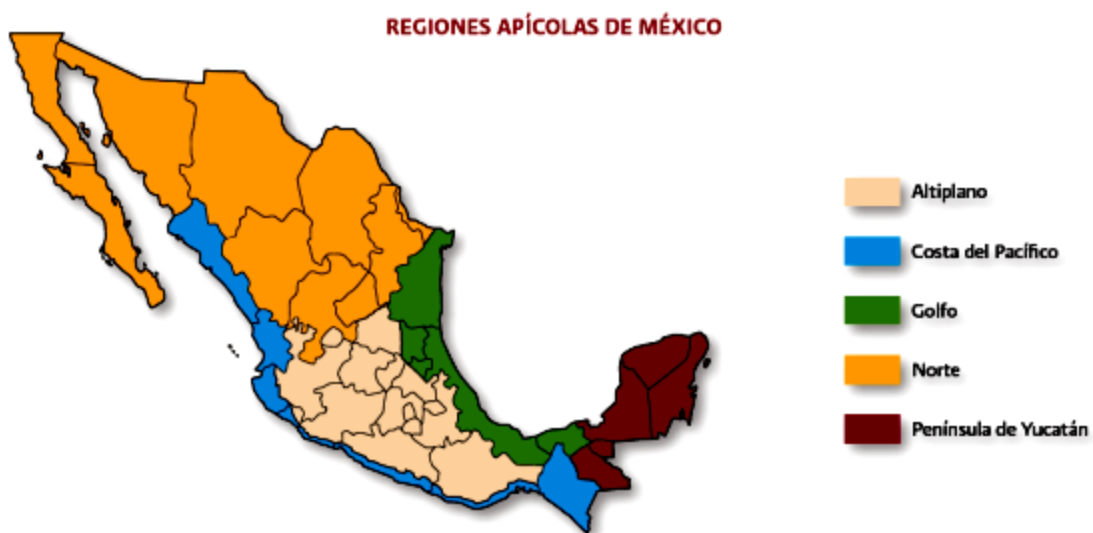 REGIONES APÍCOLAS DE MÉXICO
Altiplano
Costa del Pacífico
Golfo
Norte
Península de Yucatán